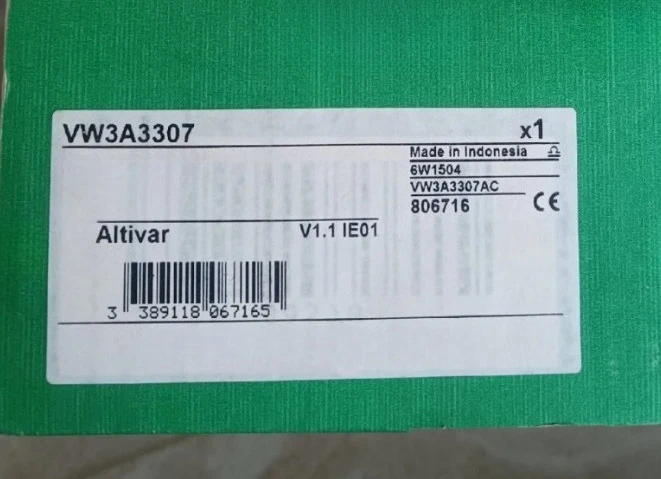 VW3A3307 x1
Made in Indonesia
6W1504
VW3A3307AC
806716 CE
Altivar V1.1 IE01
3 389118 067165